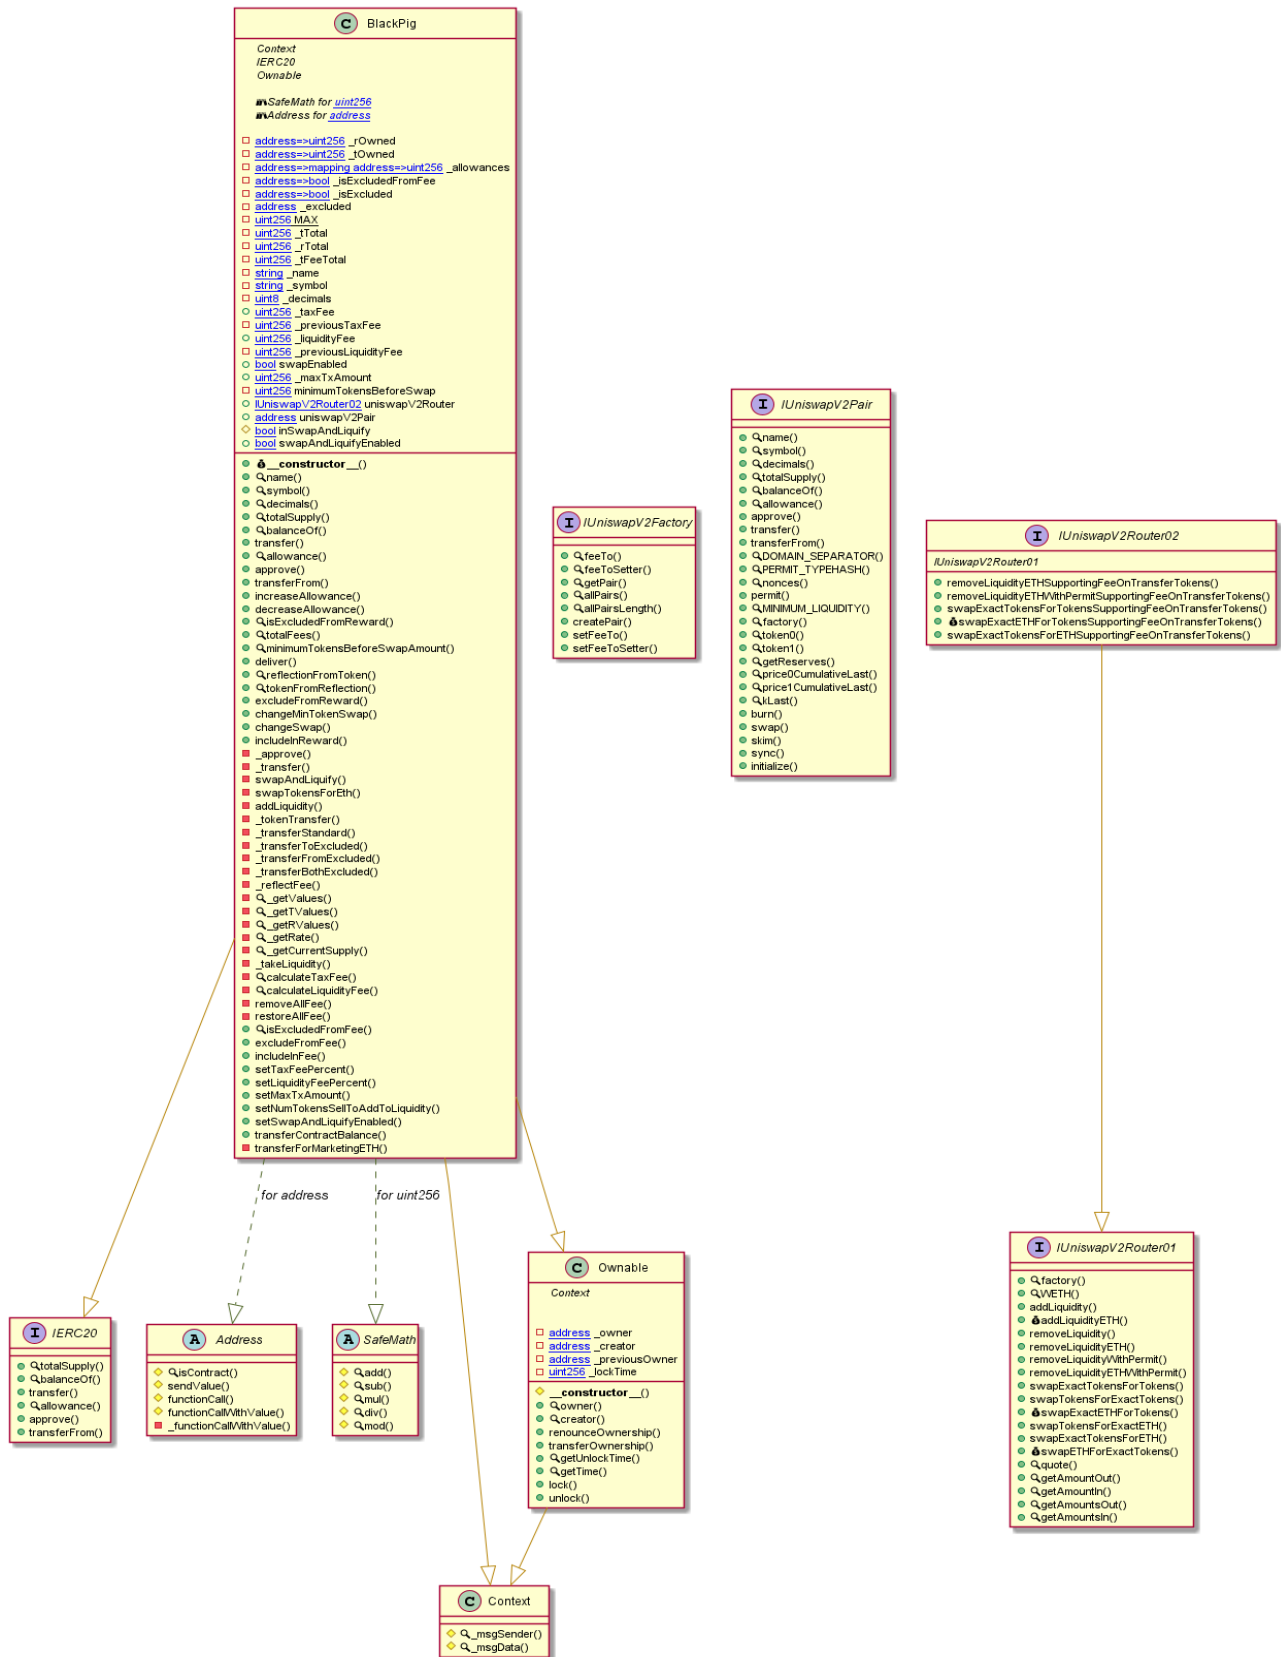 C BlackPig
Context
IERC20
Ownable
SafeMath for uint256
Address for address
address=>uint256 _rOwned
address=>uint256 _tOwned
address=>mapping address=>uint256 _allowances
address=>bool _isExcludedFromFee
address=>bool _isExcluded
address _excluded
uint256 MAX
uint256 _tTotal
uint256 _rTotal
uint256 _tFeeTotal
string _name
string _symbol
uint8 _decimals
uint256 _taxFee
uint256 _previousTaxFee
uint256 _liquidityFee
uint256 _previousLiquidityFee
bool swapEnabled
uint256 _maxTxAmount
uint256 minimumTokensBeforeSwap
IUniswapV2Router02 uniswapV2Router
address uniswapV2Pair
bool inSwapAndLiquify
bool swapAndLiquifyEnabled
__constructor__()
name()
symbol()
decimals()
totalSupply()
balanceOf()
transfer()
allowance()
approve()
transferFrom()
increaseAllowance()
decreaseAllowance()
isExcludedFromReward()
totalFees()
minimumTokensBeforeSwapAmount()
deliver()
reflectionFromToken()
tokenFromReflection()
excludeFromReward()
changeMinTokenSwap()
changeSwap()
includeInReward()
_approve()
_transfer()
swapAndLiquify()
swapTokensForEth()
addLiquidity()
_tokenTransfer()
_transferStandard()
_transferToExcluded()
_transferFromExcluded()
_transferBothExcluded()
_reflectFee()
_getValues()
_getTValues()
_getRValues()
_getRate()
_getCurrentSupply()
_takeLiquidity()
calculateTaxFee()
calculateLiquidityFee()
removeAllFee()
restoreAllFee()
isExcludedFromFee()
excludeFromFee()
includeInFee()
setTaxFeePercent()
setLiquidityFeePercent()
setMaxTxAmount()
setNumTokensSellToAddToLiquidity()
setSwapAndLiquifyEnabled()
transferContractBalance()
transferForMarketingETH()
I IUniswapV2Factory
feeTo()
feeToSetter()
getPair()
allPairs()
allPairsLength()
createPair()
setFeeTo()
setFeeToSetter()
I IUniswapV2Pair
name()
symbol()
decimals()
totalSupply()
balanceOf()
allowance()
approve()
transfer()
transferFrom()
DOMAIN_SEPARATOR()
PERMIT_TYPEHASH()
nonces()
permit()
MINIMUM_LIQUIDITY()
factory()
token0()
token1()
getReserves()
price0CumulativeLast()
price1CumulativeLast()
kLast()
burn()
swap()
skim()
sync()
initialize()
I IUniswapV2Router02
IUniswapV2Router01
removeLiquidityETHSupportingFeeOnTransferTokens()
removeLiquidityETHWithPermitSupportingFeeOnTransferTokens()
swapExactTokensForTokensSupportingFeeOnTransferTokens()
swapExactETHForTokensSupportingFeeOnTransferTokens()
swapExactTokensForETHSupportingFeeOnTransferTokens()
for address
for uint256
I IERC20
totalSupply()
balanceOf()
transfer()
allowance()
approve()
transferFrom()
A Address
isContract()
sendValue()
functionCall()
functionCallWithValue()
_functionCallWithValue()
A SafeMath
add()
sub()
mul()
div()
mod()
C Ownable
Context
address _owner
address _creator
address _previousOwner
uint256 _lockTime
__constructor__()
owner()
creator()
renounceOwnership()
transferOwnership()
getUnlockTime()
getTime()
lock()
unlock()
I IUniswapV2Router01
factory()
WETH()
addLiquidity()
addLiquidityETH()
removeLiquidity()
removeLiquidityETH()
removeLiquidityWithPermit()
removeLiquidityETHWithPermit()
swapExactTokensForTokens()
swapTokensForExactTokens()
swapExactETHForTokens()
swapTokensForExactETH()
swapExactTokensForETH()
swapETHForExactTokens()
quote()
getAmountOut()
getAmountIn()
getAmountsOut()
getAmountsIn()
C Context
_msgSender()
_msgData()